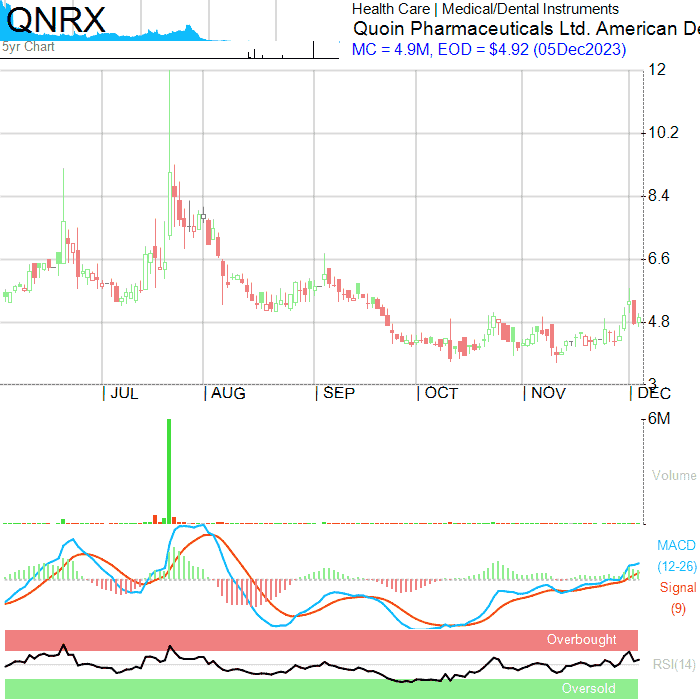 QNRX
5yr Chart
Health Care | Medical/Dental Instruments
Quoin Pharmaceuticals Ltd. American De
MC = 4.9M, EOD = $4.92 (05Dec2023)
12
10.2
8.4
6.6
4.8
3
JUL AUG SEP OCT NOV DEC
6M
Volume
MACD
(12-26)
Signal
(9)
Overbought
RSI(14)
Oversold